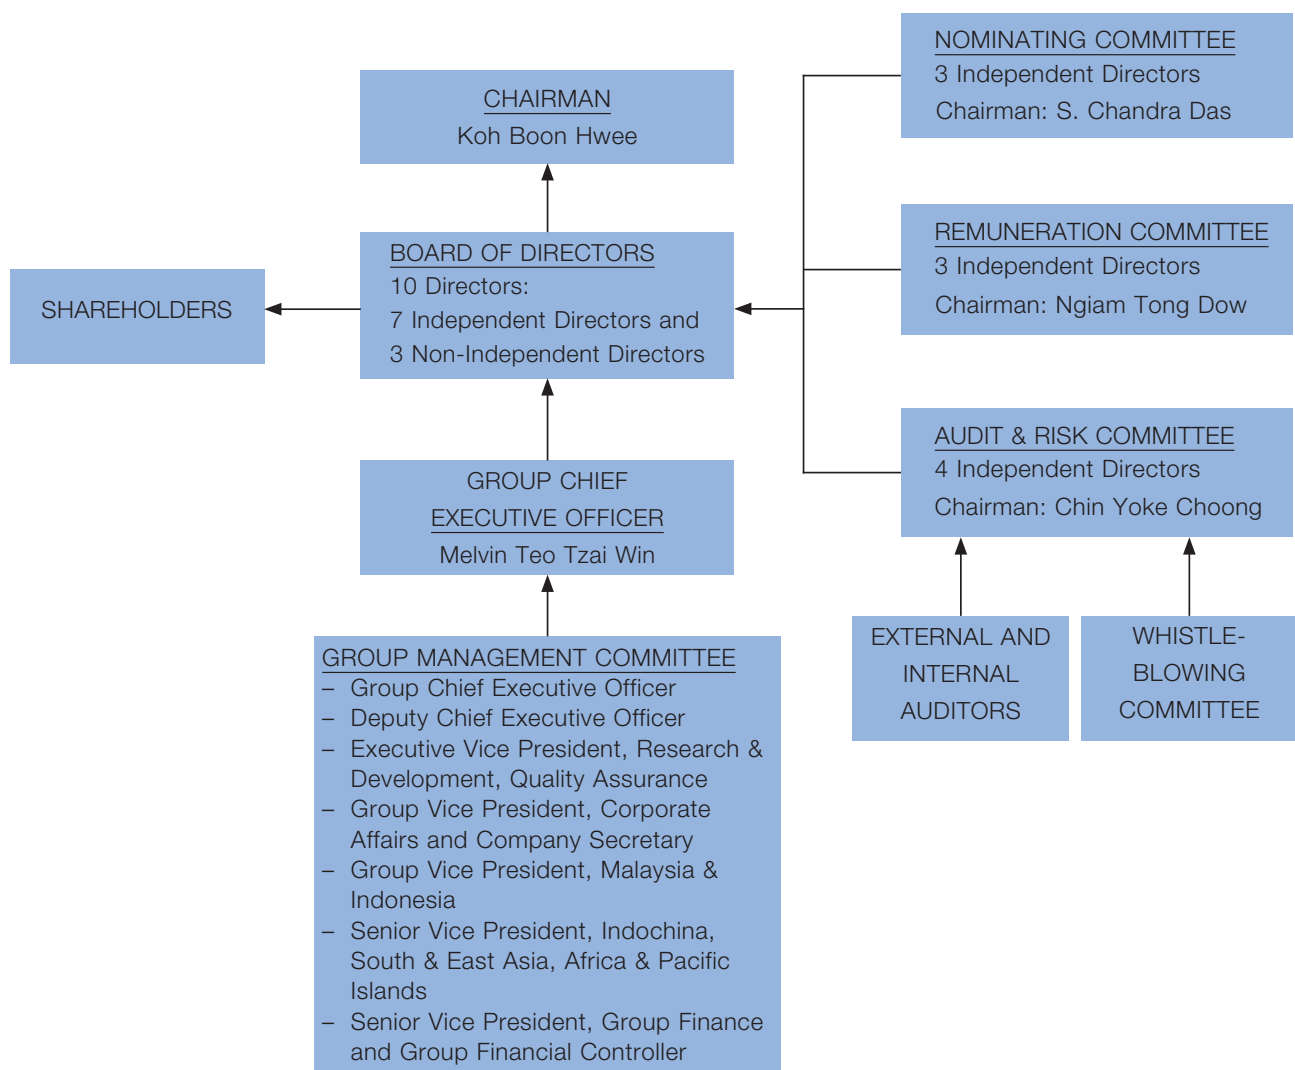 CHAIRMAN
Koh Boon Hwee
BOARD OF DIRECTORS
10 Directors:
7 Independent Directors and
3 Non-Independent Directors
SHAREHOLDERS
GROUP CHIEF
EXECUTIVE OFFICER
Melvin Teo Tzai Win
GROUP MANAGEMENT COMMITTEE
– Group Chief Executive Officer
– Deputy Chief Executive Officer
– Executive Vice President, Research &
Development, Quality Assurance
– Group Vice President, Corporate
Affairs and Company Secretary
– Group Vice President, Malaysia &
Indonesia
– Senior Vice President, Indochina,
South & East Asia, Africa & Pacific
Islands
– Senior Vice President, Group Finance
and Group Financial Controller
NOMINATING COMMITTEE
3 Independent Directors
Chairman: S. Chandra Das
REMUNERATION COMMITTEE
3 Independent Directors
Chairman: Ngiam Tong Dow
AUDIT & RISK COMMITTEE
4 Independent Directors
Chairman: Chin Yoke Choong
EXTERNAL AND
INTERNAL
AUDITORS
WHISTLE-
BLOWING
COMMITTEE